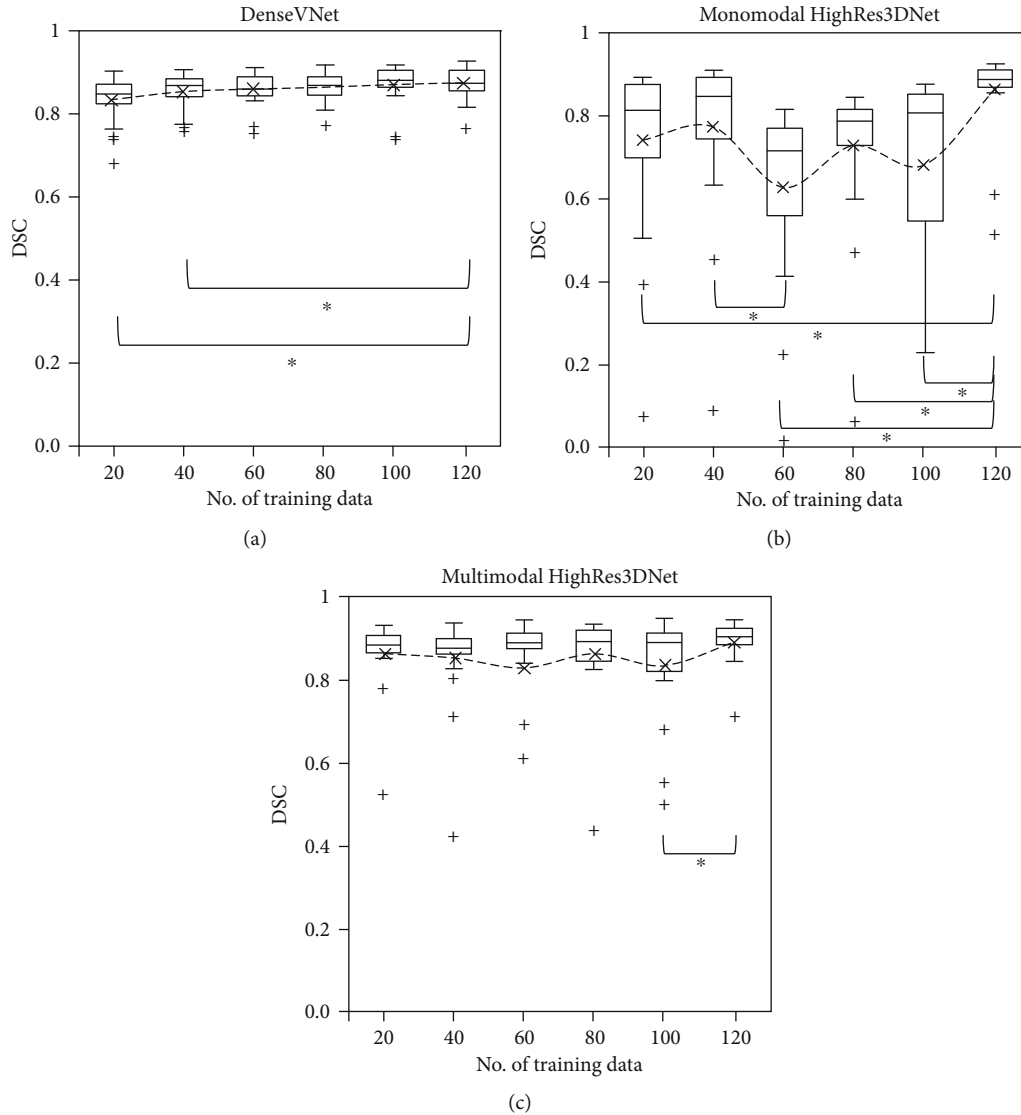 DenseVNet
1
0.8
0.6
0.4
0.2
0.0
DSC
*
*
20 40 60 80 100 120
No. of training data
(a)
Monomodal HighRes3DNet
1
0.8
0.6
0.4
0.2
0.0
DSC
*
*
*
*
*
20 40 60 80 100 120
No. of training data
(b)
Multimodal HighRes3DNet
1
0.8
0.6
0.4
0.2
0.0
DSC
*
20 40 60 80 100 120
No. of training data
(c)